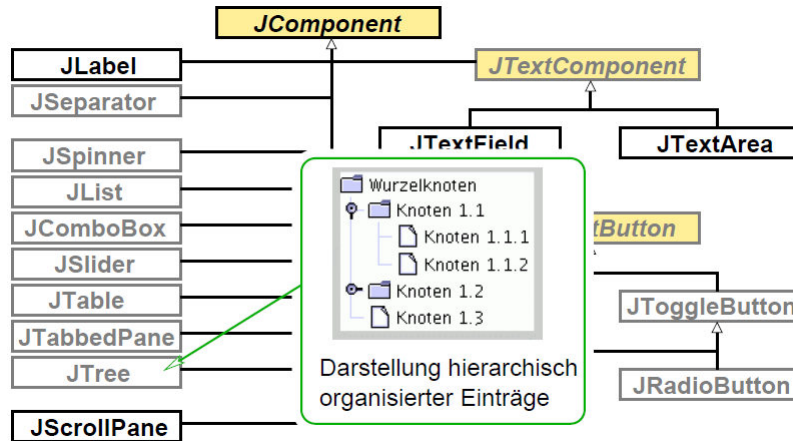 JComponent
JLabel
JTextComponent
JSeparator
JTextField
JTextArea
JSpinner
JList
JComboBox
JSlider
JTable
JTabbedPane
JTree
JScrollPane
Wurzelknoten
Knoten 1.1
Knoten 1.1.1
Knoten 1.1.2
Knoten 1.2
Knoten 1.3
Darstellung hierarchisch
organisierter Einträge
tButton
JToggleButton
JRadioButton